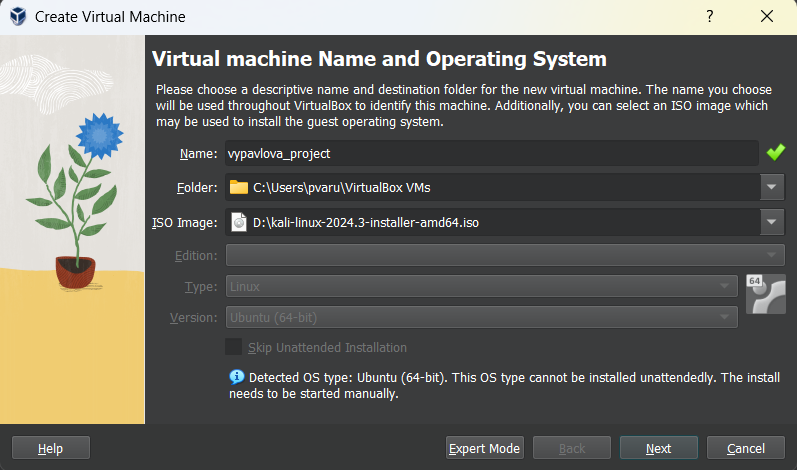 Create Virtual Machine
?
Virtual machine Name and Operating System
Please choose a descriptive name and destination folder for the new virtual machine. The name you choose
will be used throughout VirtualBox to identify this machine. Additionally, you can select an ISO image which
may be used to install the guest operating system.
Name: vypavlova_project
Folder: C:\Users\pvaru\VirtualBox VMs
ISO Image: D:\kali-linux-2024.3-installer-amd64.iso
Edition:
Type: Linux
64
Version: Ubuntu (64-bit)
Skip Unattended Installation
Detected OS type: Ubuntu (64-bit). This OS type cannot be installed unattendedly. The install
needs to be started manually.
Help Expert Mode Back Next Cancel